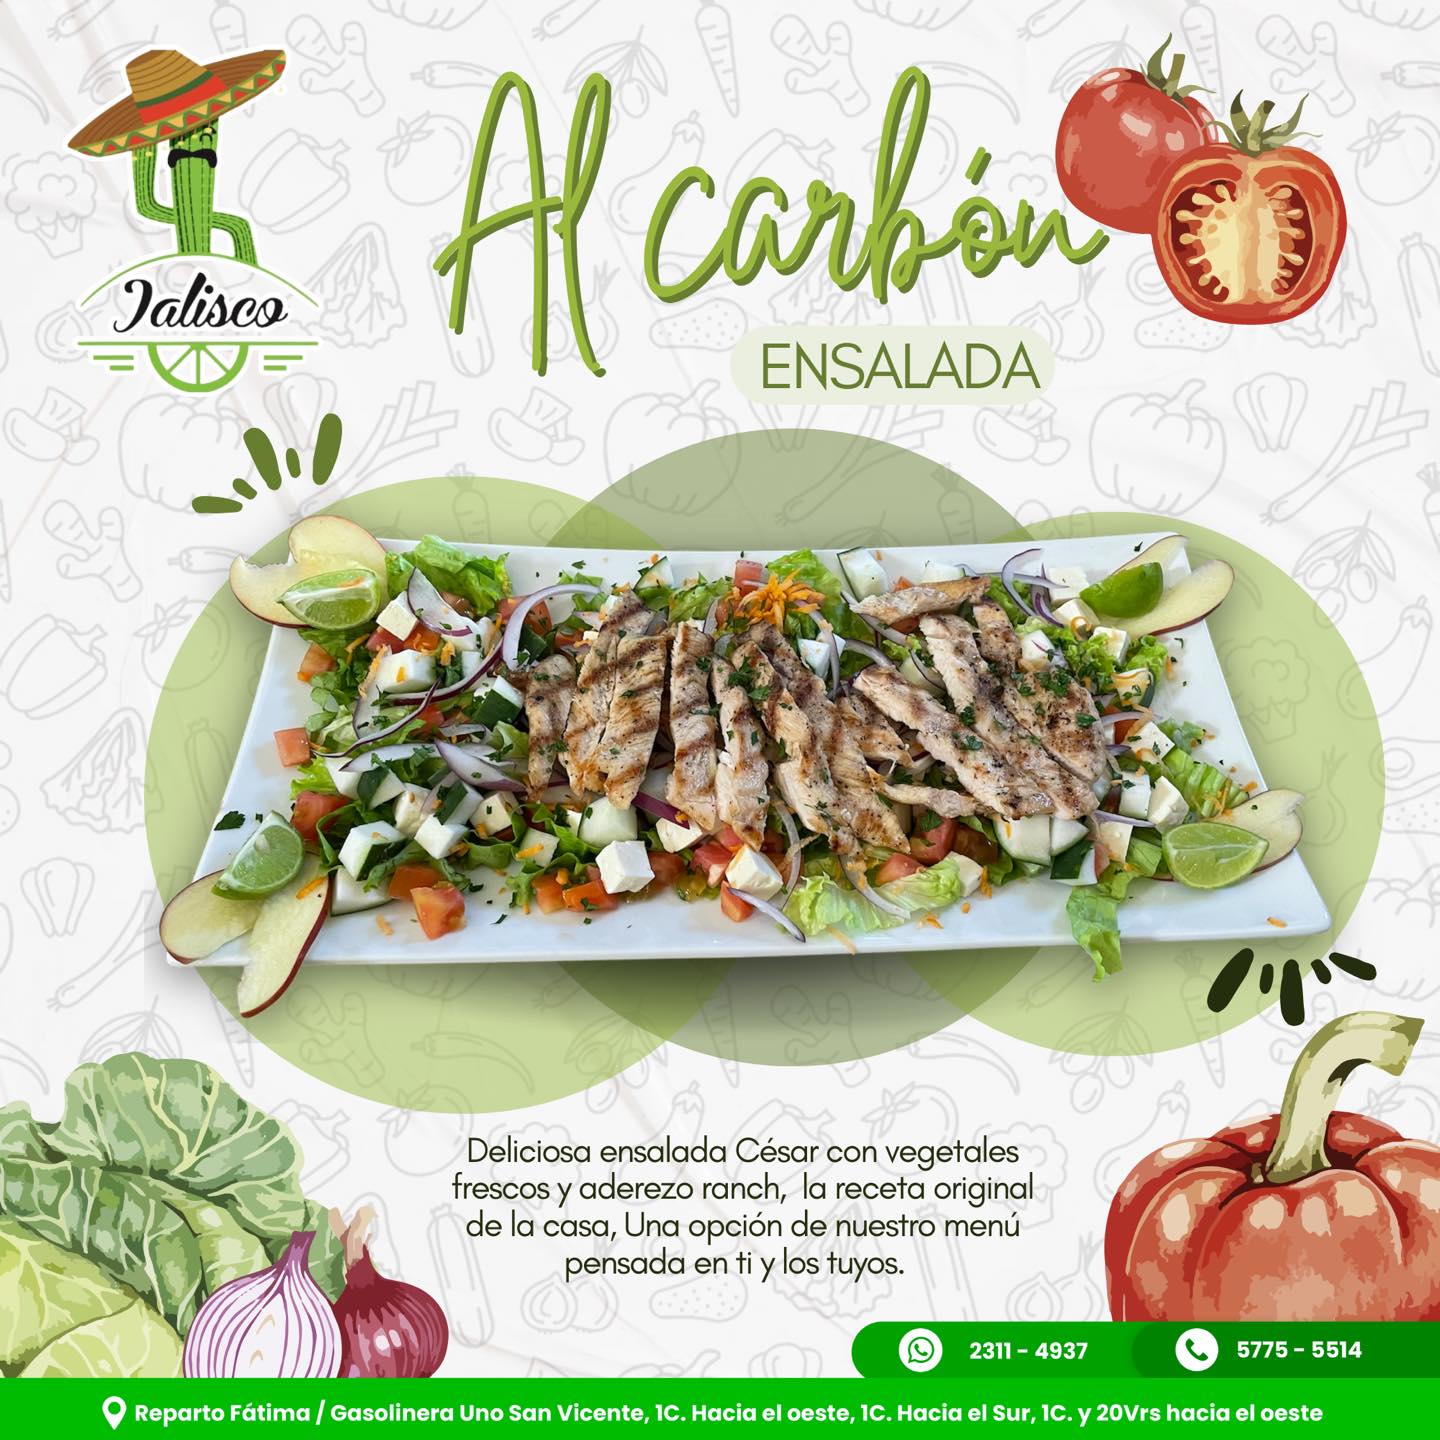 Jalisco
Al carbón
ENSALADA
Deliciosa ensalada César con vegetales
frescos y aderezo ranch, la receta original
de la casa, Una opción de nuestro menú
pensada en ti y los tuyos.
2311 - 4937
5775 - 5514
Reparto Fátima / Gasolinera Uno San Vicente, 1C. Hacia el oeste, 1C. Hacia el Sur, 1C. y 20Vrs hacia el oeste